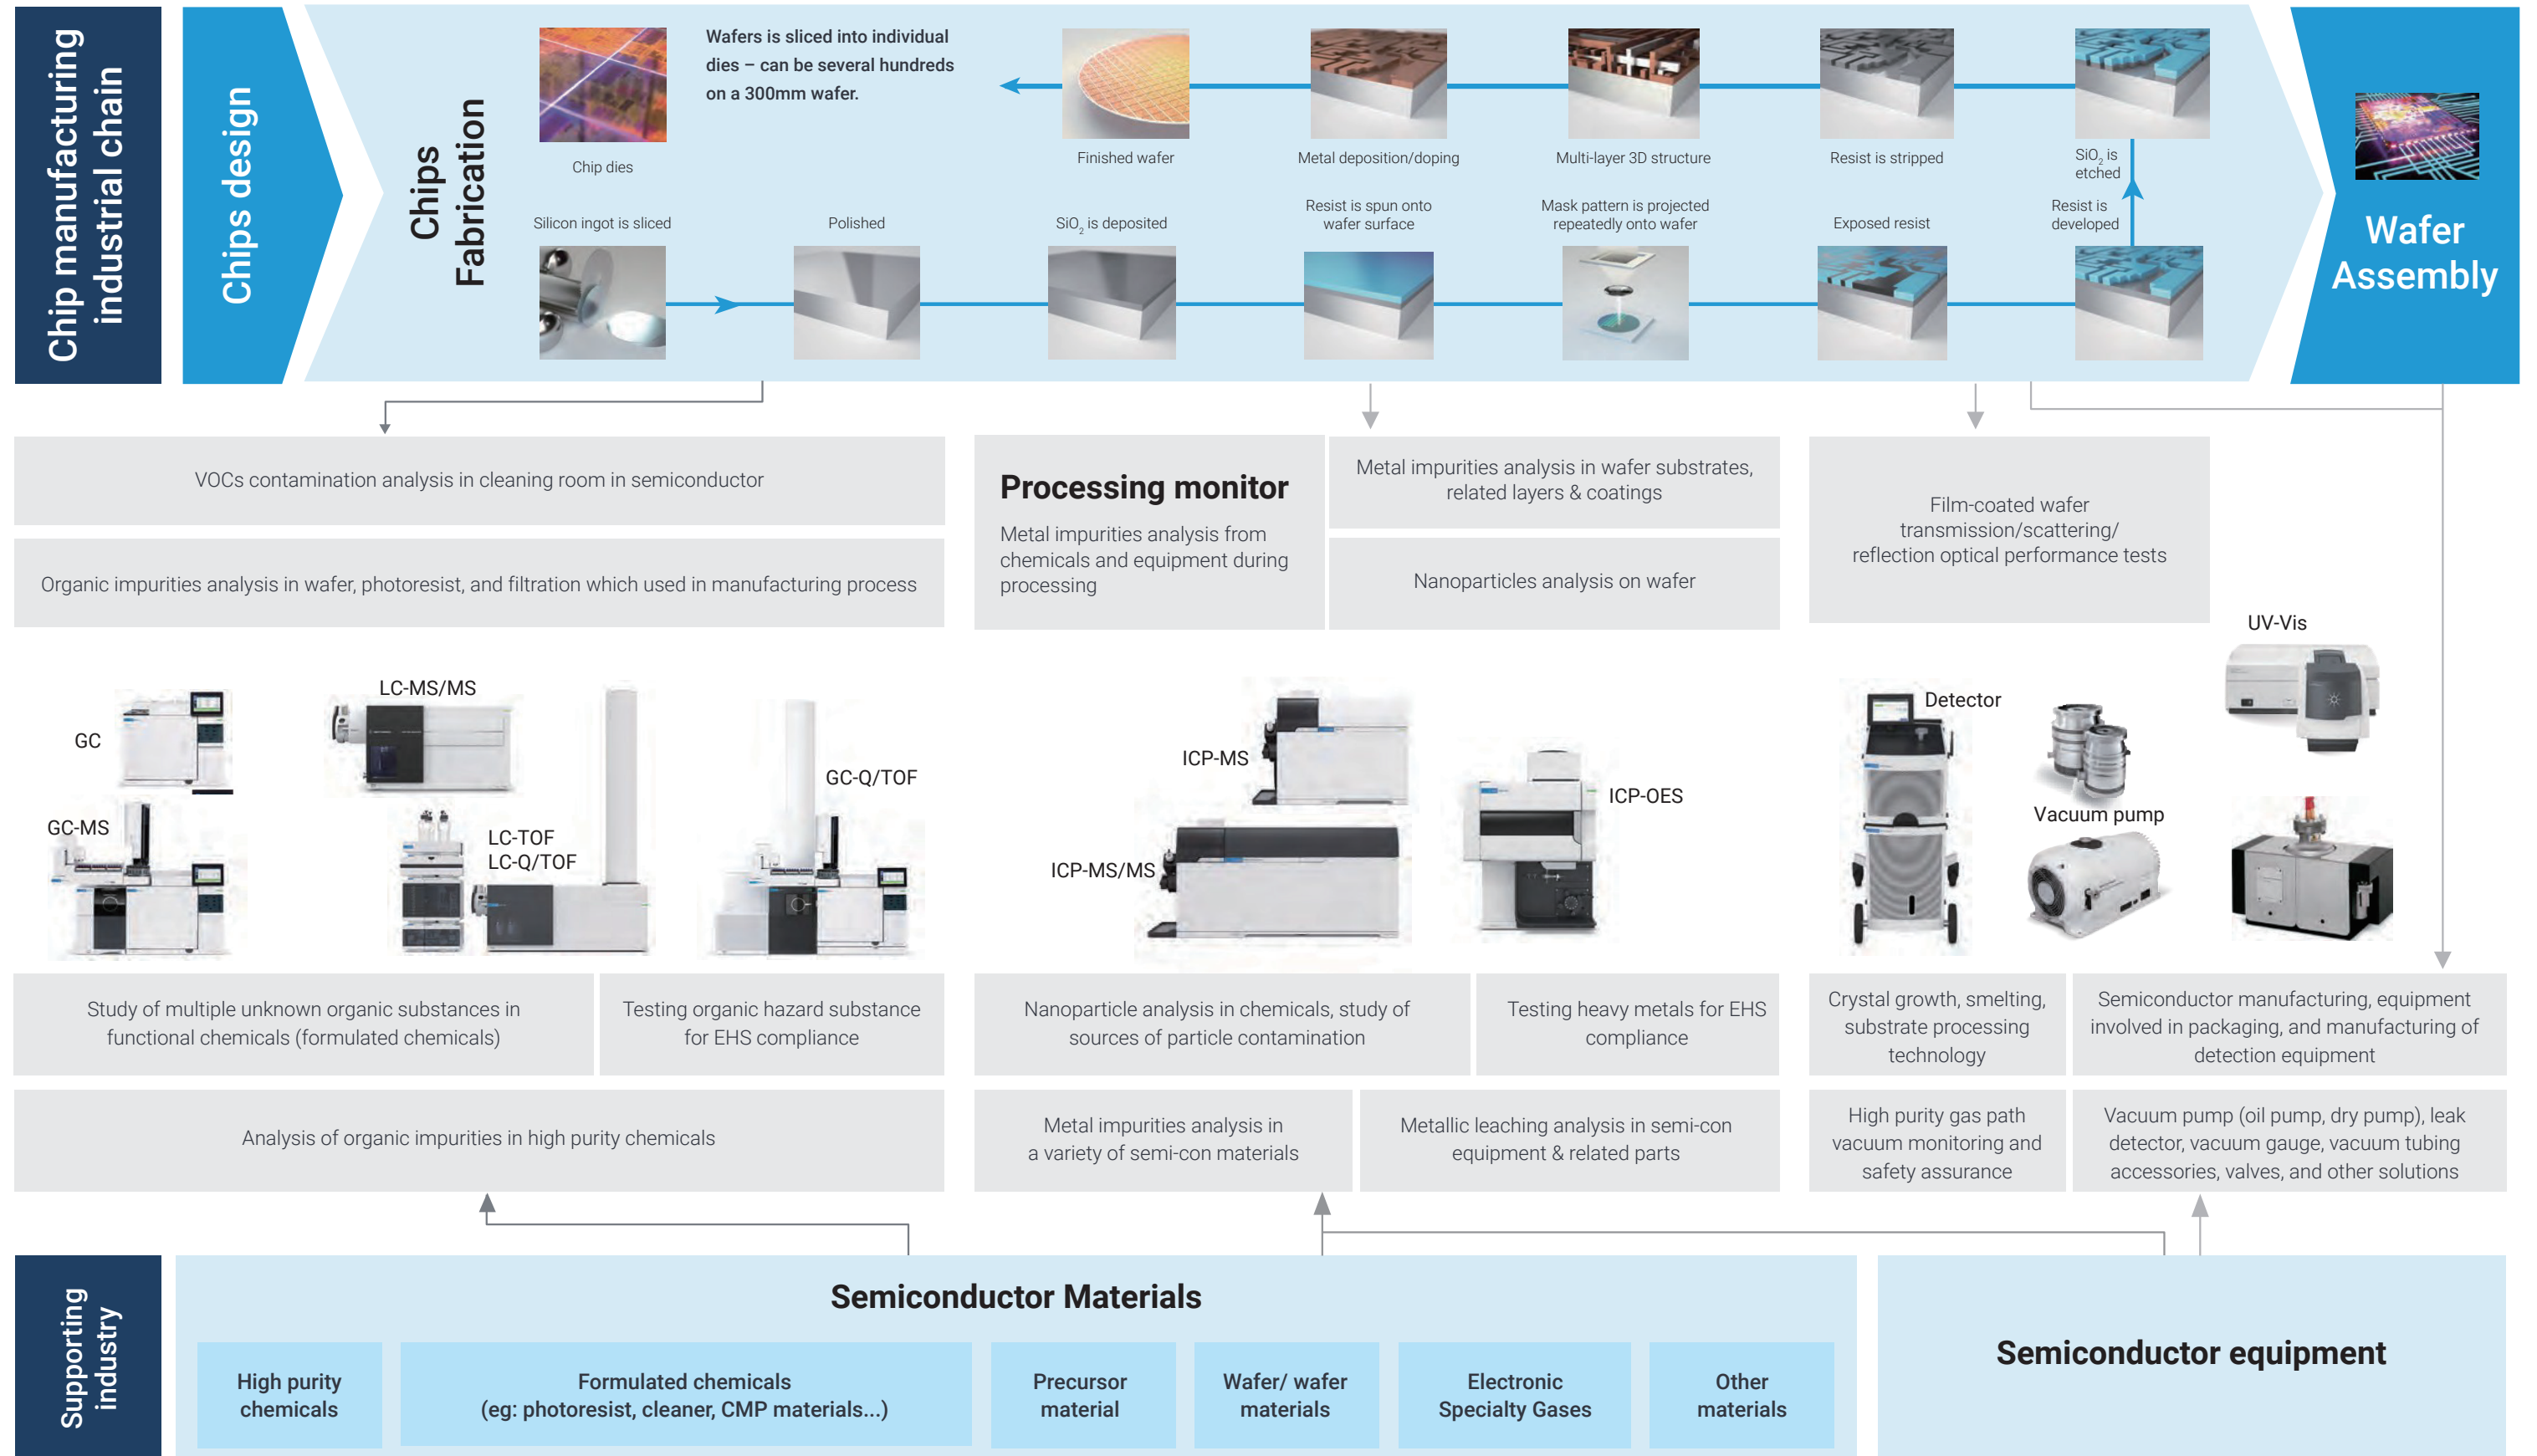 Chip manufacturing
industrial chain
Chips design
Chips
Fabrication
Wafers is sliced into individual
dies – can be several hundreds
on a 300mm wafer.
Chip dies
Finished wafer
Metal deposition/doping
Multi-layer 3D structure
Resist is stripped
SiO₂ is
etched
Silicon ingot is sliced
Polished
SiO₂ is deposited
Resist is spun onto
wafer surface
Mask pattern is projected
repeatedly onto wafer
Exposed resist
Resist is
developed
Wafer
Assembly
VOCs contamination analysis in cleaning room in semiconductor
Organic impurities analysis in wafer, photoresist, and filtration which used in manufacturing process
Processing monitor
Metal impurities analysis from
chemicals and equipment during
processing
Metal impurities analysis in wafer substrates,
related layers & coatings
Nanoparticles analysis on wafer
Film-coated wafer
transmission/scattering/
reflection optical performance tests
GC
GC-MS
LC-MS/MS
LC-TOF
LC-Q/TOF
GC-Q/TOF
ICP-MS
ICP-MS/MS
ICP-OES
Detector
Vacuum pump
UV-Vis
Study of multiple unknown organic substances in
functional chemicals (formulated chemicals)
Testing organic hazard substance
for EHS compliance
Nanoparticle analysis in chemicals, study of
sources of particle contamination
Testing heavy metals for EHS
compliance
Crystal growth, smelting,
substrate processing
technology
Semiconductor manufacturing, equipment
involved in packaging, and manufacturing of
detection equipment
Analysis of organic impurities in high purity chemicals
Metal impurities analysis in
a variety of semi-con materials
Metallic leaching analysis in semi-con
equipment & related parts
High purity gas path
vacuum monitoring and
safety assurance
Vacuum pump (oil pump, dry pump), leak
detector, vacuum gauge, vacuum tubing
accessories, valves, and other solutions
Supporting
industry
Semiconductor Materials
High purity
chemicals
Formulated chemicals
(eg: photoresist, cleaner, CMP materials...)
Precursor
material
Wafer/ wafer
materials
Electronic
Specialty Gases
Other
materials
Semiconductor equipment